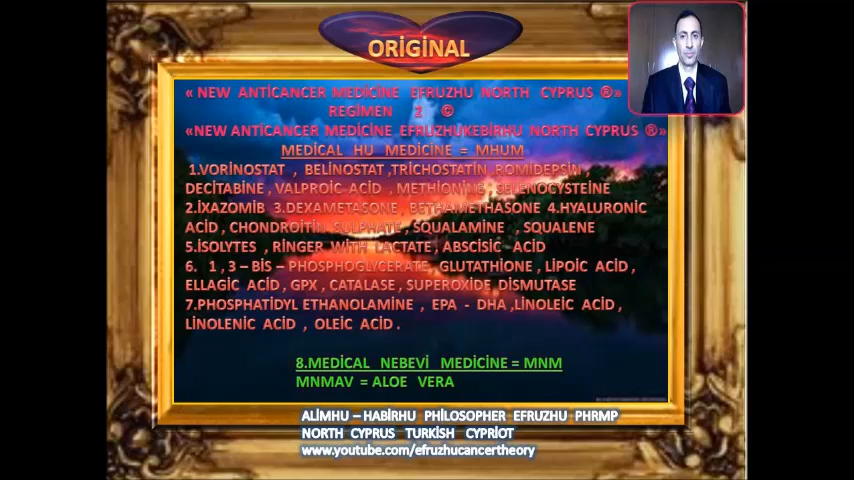 ORİGİNAL
« NEW ANTİCANCER MEDİCİNE EFRUZHU NORTH CYPRUS ®»
REGİMEN 2 ©
«NEW ANTİCANCER MEDİCİNE EFRUZHUKEBİRHU NORTH CYPRUS ®»
MEDİCAL HU MEDİCİNE = MHUM
1.VORİNOSTAT , BELİNOSTAT ,TRİCHOSTATİN ,ROMİDEPSİN ,
DECİTABİNE , VALPROİC ACİD , METHİONİNE , SELENOCYSTEİNE
2.İXAZOMİB 3.DEXAMETASONE , BETHAMETHASONE 4.HYALURONİC
ACİD , CHONDROİTİN SULPHATE , SQUALAMİNE , SQUALENE
5.İSOLYTES , RİNGER WİTH LACTATE , ABSCİSİC ACİD
6. 1 , 3 – BİS – PHOSPHOGLYCERATE , GLUTATHİONE , LİPOİC ACİD ,
ELLAGİC ACİD , GPX , CATALASE , SUPEROXİDE DİSMUTASE
7.PHOSPHATİDYL ETHANOLAMİNE , EPA - DHA ,LİNOLEİC ACİD ,
LİNOLENİC ACİD , OLEİC ACİD .
8.MEDİCAL NEBEVİ MEDİCİNE = MNM
MNMAV = ALOE VERA
ALİMHU – HABİRHU PHİLOSOPHER EFRUZHU PHRMP
NORTH CYPRUS TURKİSH CYPRİOT
www.youtube.com/efruzhucancertheory